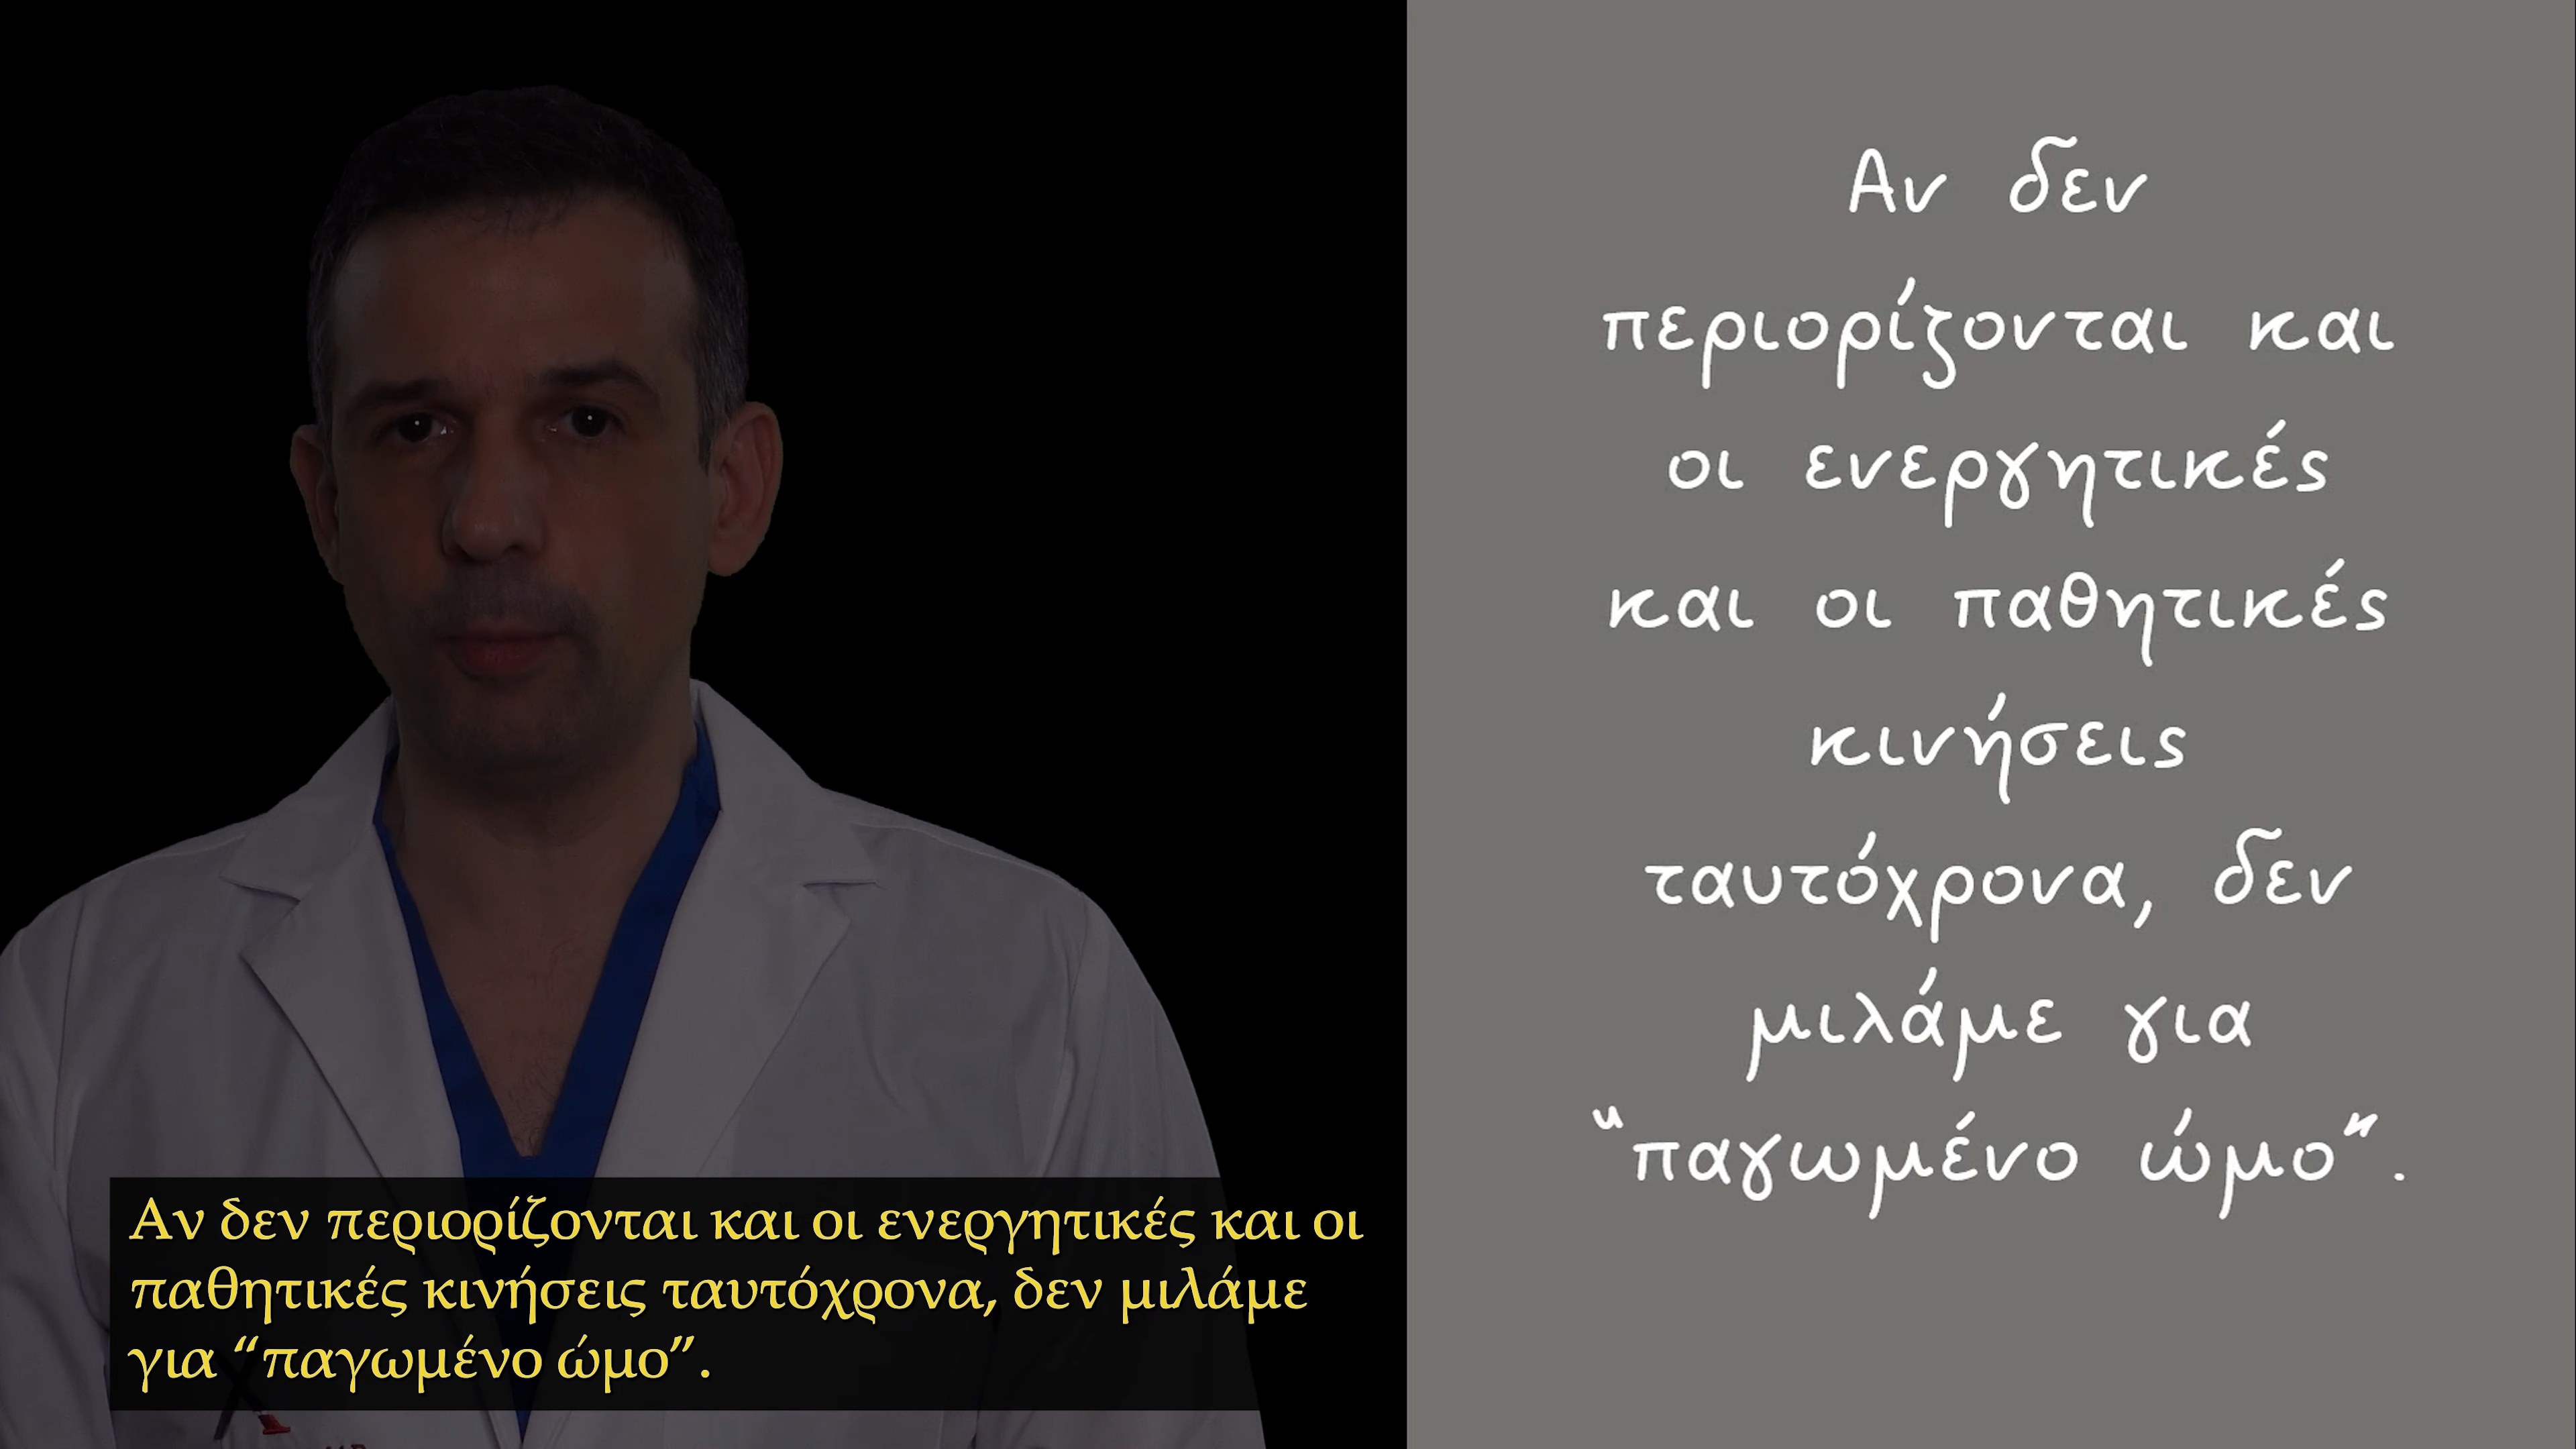 Αν δεν
περιορίζονται και
οι ενεργητικές
και οι παθητικές
κινήσεις
ταυτόχρονα, δεν
μιλάμε για
“παγωμένο ώμο”.
Αν δεν περιορίζονται και οι ενεργητικές και οι
παθητικές κινήσεις ταυτόχρονα, δεν μιλάμε
για “παγωμένο ώμο”.